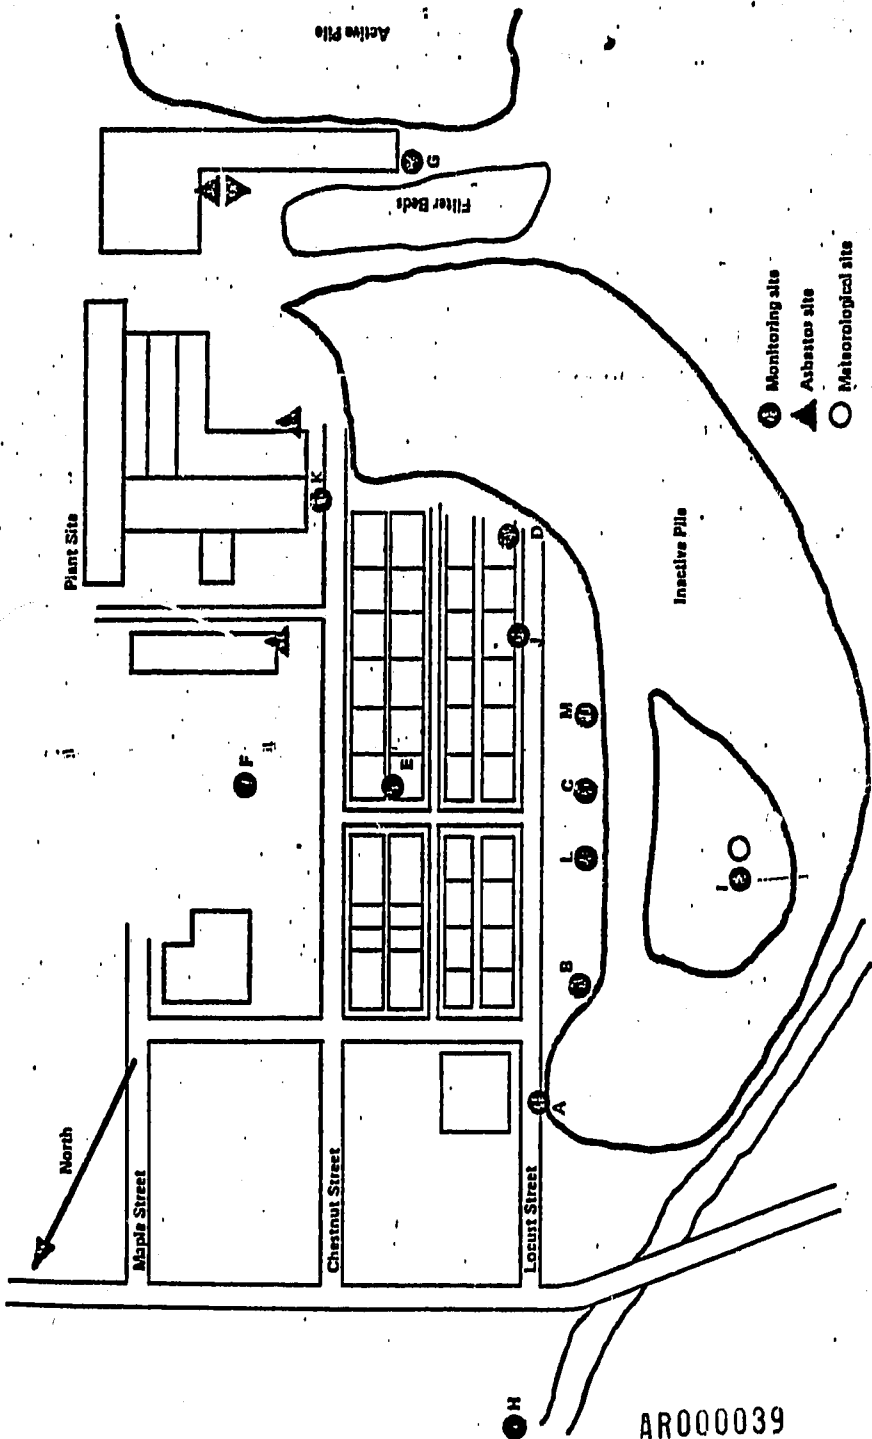 Active Pile
G
Filter Beds
Plant Site
K
D
J
Inactive Pile
M
F
E
C
L
I
B
A
North
Maple Street
Chestnut Street
Locust Street
H
Monitoring site
Asbestos site
Meteorological site
AR000039